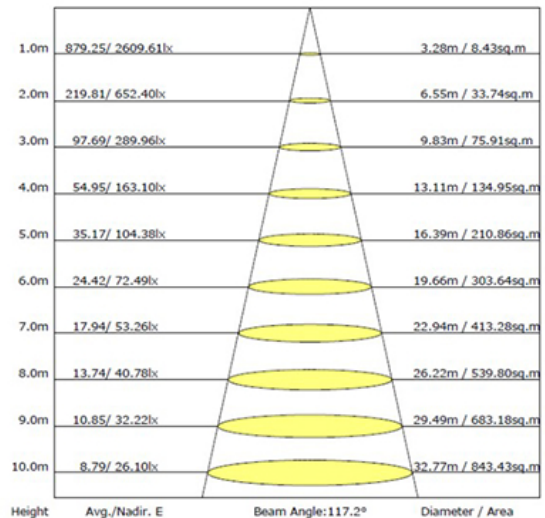 1.0m 879.25/ 2609.61lx 3.28m / 8.43sq.m
2.0m 219.81/ 652.40lx 6.55m / 33.74sq.m
3.0m 97.69/ 289.96lx 9.83m / 75.91sq.m
4.0m 54.95/ 163.10lx 13.11m / 134.95sq.m
5.0m 35.17/ 104.38lx 16.39m / 210.86sq.m
6.0m 24.42/ 72.49lx 19.66m / 303.64sq.m
7.0m 17.94/ 53.26lx 22.94m / 413.28sq.m
8.0m 13.74/ 40.78lx 26.22m / 539.80sq.m
9.0m 10.85/ 32.22lx 29.49m / 683.18sq.m
10.0m 8.79/ 26.10lx 32.77m / 843.43sq.m
Height Avg./Nadir. E Beam Angle:117.2° Diameter / Area